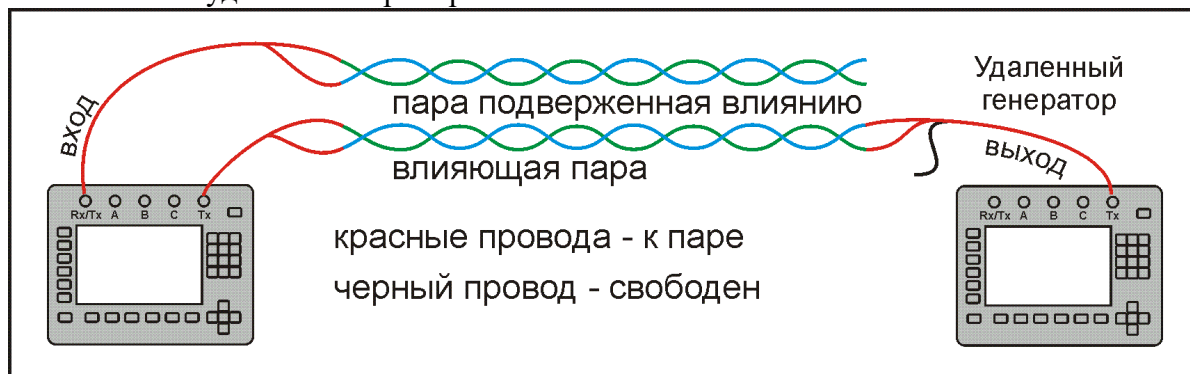 вход
Rx/Tx A B C Tx
пара подверженная влиянию
влияющая пара
красные провода - к паре
черный провод - свободен
Удаленный
генератор
выход
Rx/Tx A B C Tx